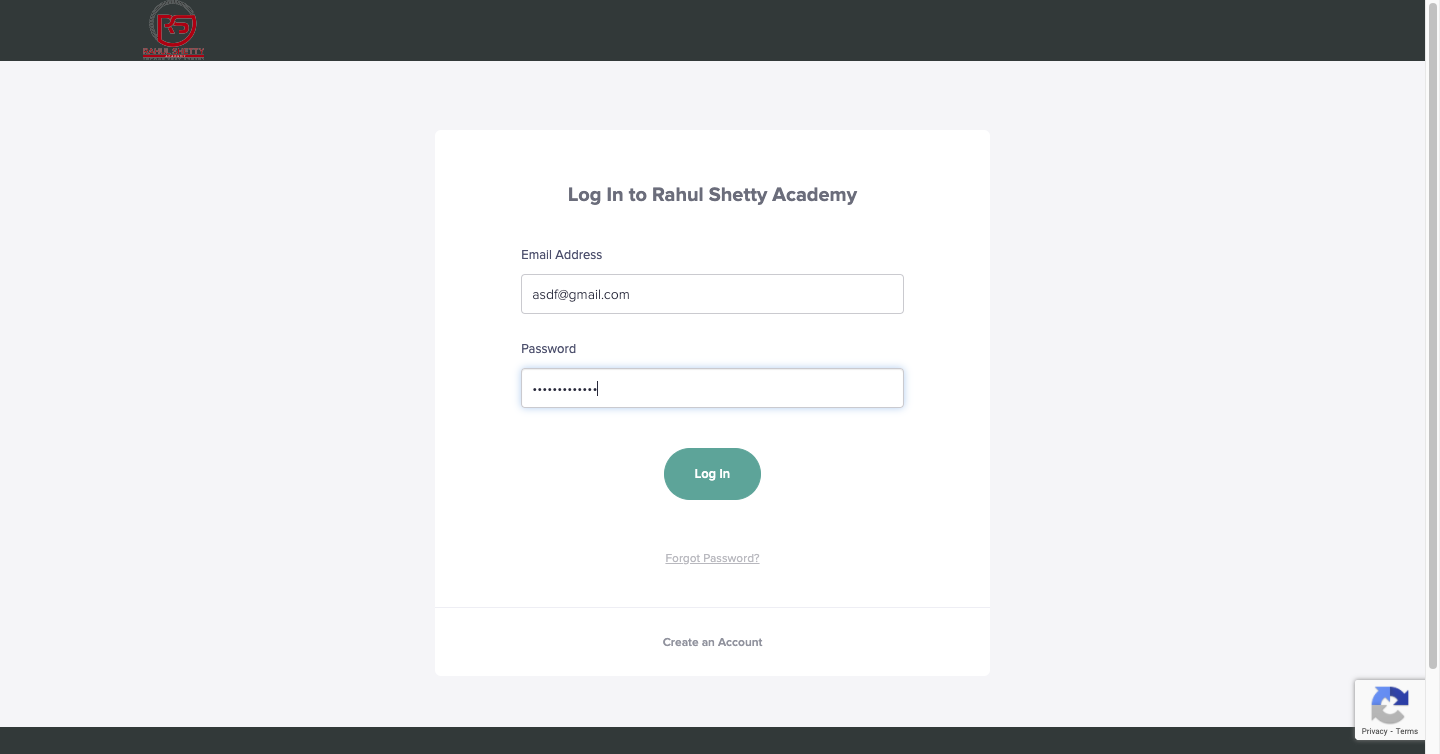 RAHUL SHETTY
Log In to Rahul Shetty Academy
Email Address
asdf@gmail.com
Password
•••••••••••••
Log In
Forgot Password?
Create an Account
Privacy - Terms